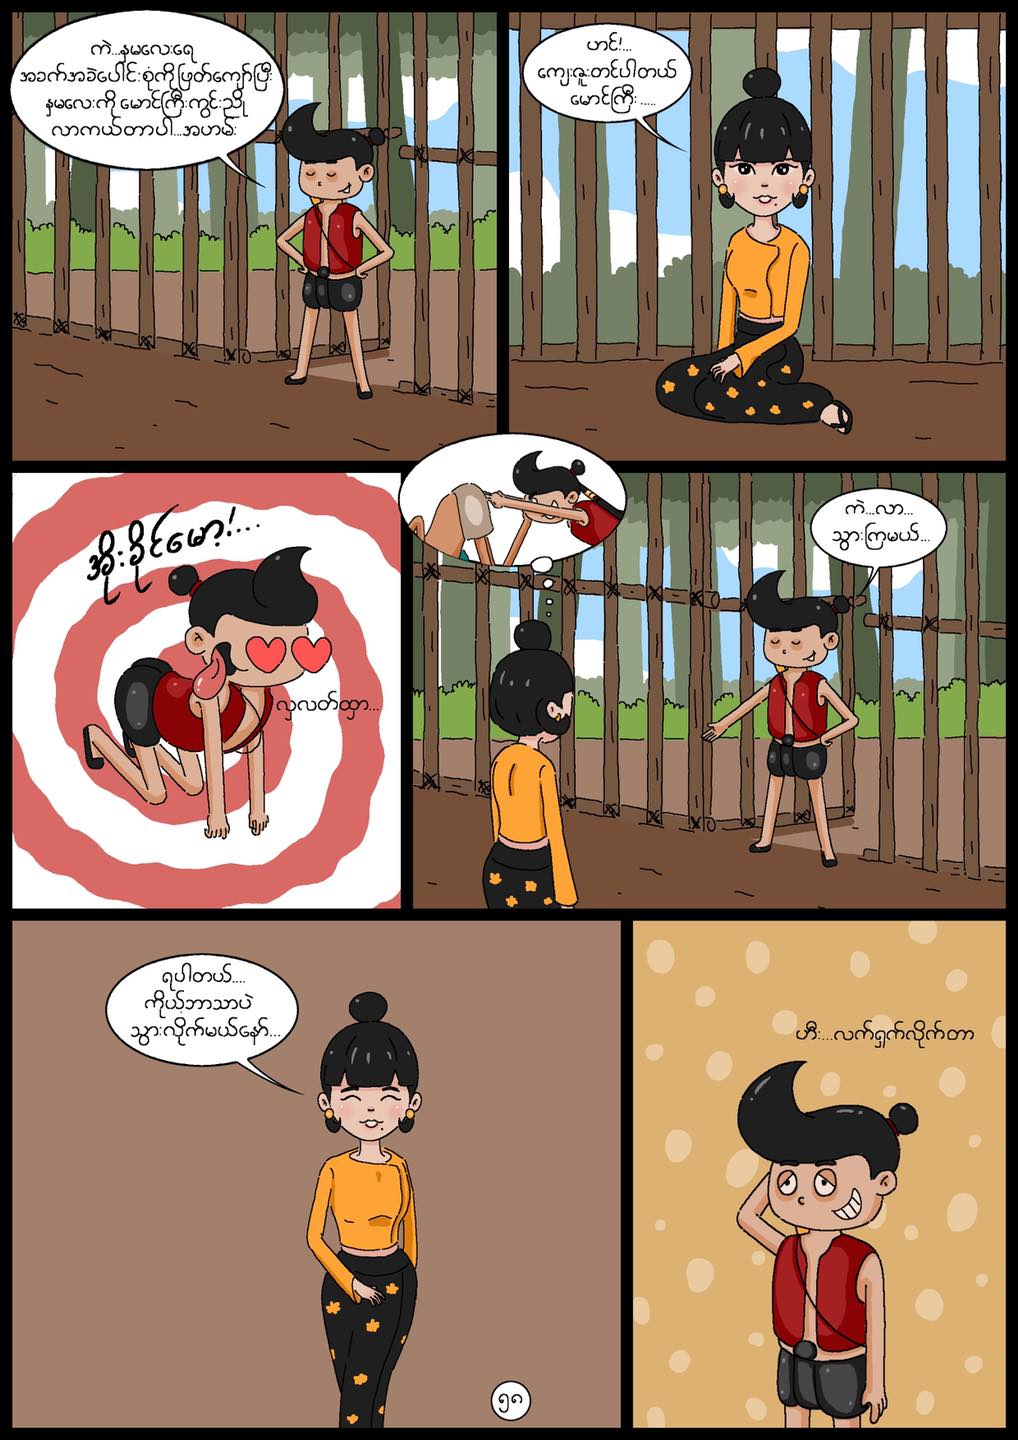 ကဲ...နမလေးရေ
အခက်အခဲပေါင်းစုံကိုဖြတ်ကျော်ပြီး
နမလေးကို မောင်ကြီးကွင်းညို
လာကယ်တာပါ...အဟမ်း
ဟင်!...
ကျေးဇူးတင်ပါတယ်
မောင်ကြီး.....
အိုးခိုင်မော့!...
လှလတ်ထှာ...
ကဲ...လာ...
သွားကြမယ်...
ရပါတယ်....
ကိုယ့်ဘာသာပဲ
သွားလိုက်မယ်နော်...
ဟီး...လက်ရှက်လိုက်တာ
၅၈